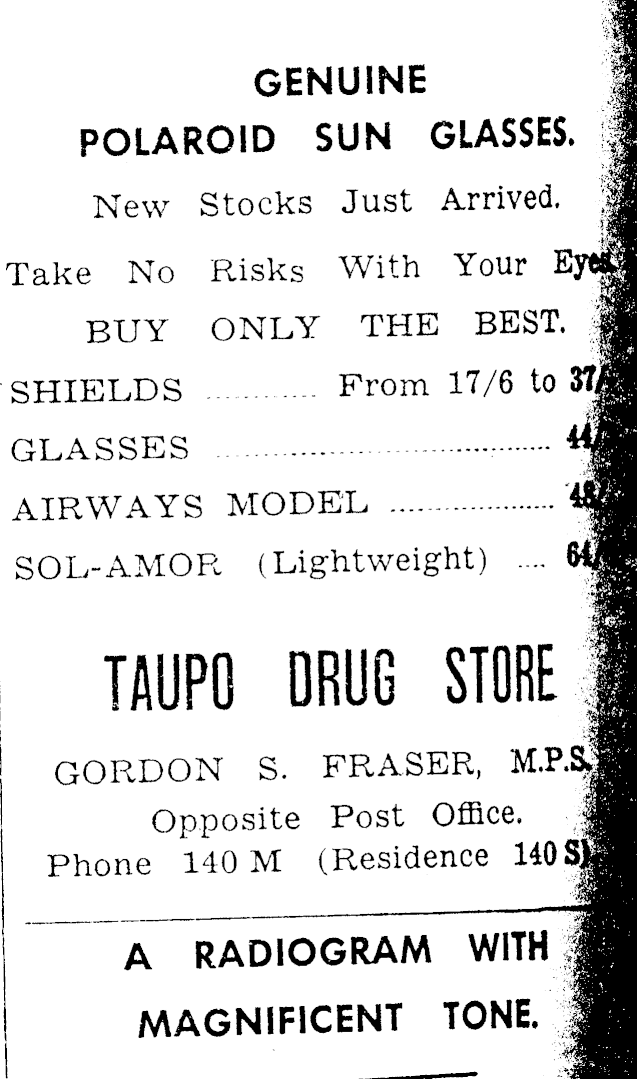 GENUINE
POLAROID SUN GLASSES.
New Stocks Just Arrived.
Take No Risks With Your Eyes.
BUY ONLY THE BEST.
SHIELDS ........... From 17/6 to 37/
GLASSES ................................... 44/
AIRWAYS MODEL ................. 48/
SOL-AMOR (Lightweight) .... 64/
TAUPO DRUG STORE
GORDON S. FRASER, M.P.S.
Opposite Post Office.
Phone 140 M (Residence 140 S).
A RADIOGRAM WITH
MAGNIFICENT TONE.